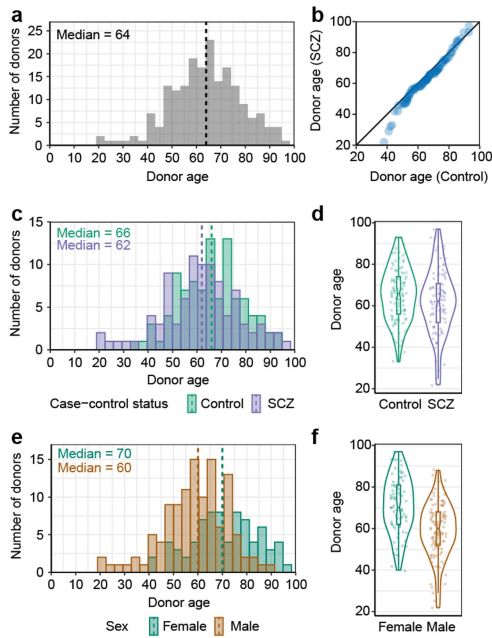 a
Median = 64
Number of donors
25
20
15
10
5
0
0 10 20 30 40 50 60 70 80 90 100
Donor age
b
Donor age (SCZ)
100
80
60
40
20
20 40 60 80 100
Donor age (Control)
c
Median = 66
Median = 62
Number of donors
15
10
5
0
0 10 20 30 40 50 60 70 80 90 100
Donor age
Case−control status Control SCZ
d
Donor age
100
80
60
40
20
Control SCZ
e
Median = 70
Median = 60
Number of donors
15
10
5
0
0 10 20 30 40 50 60 70 80 90 100
Donor age
Sex Female Male
f
Donor age
100
80
60
40
20
Female Male